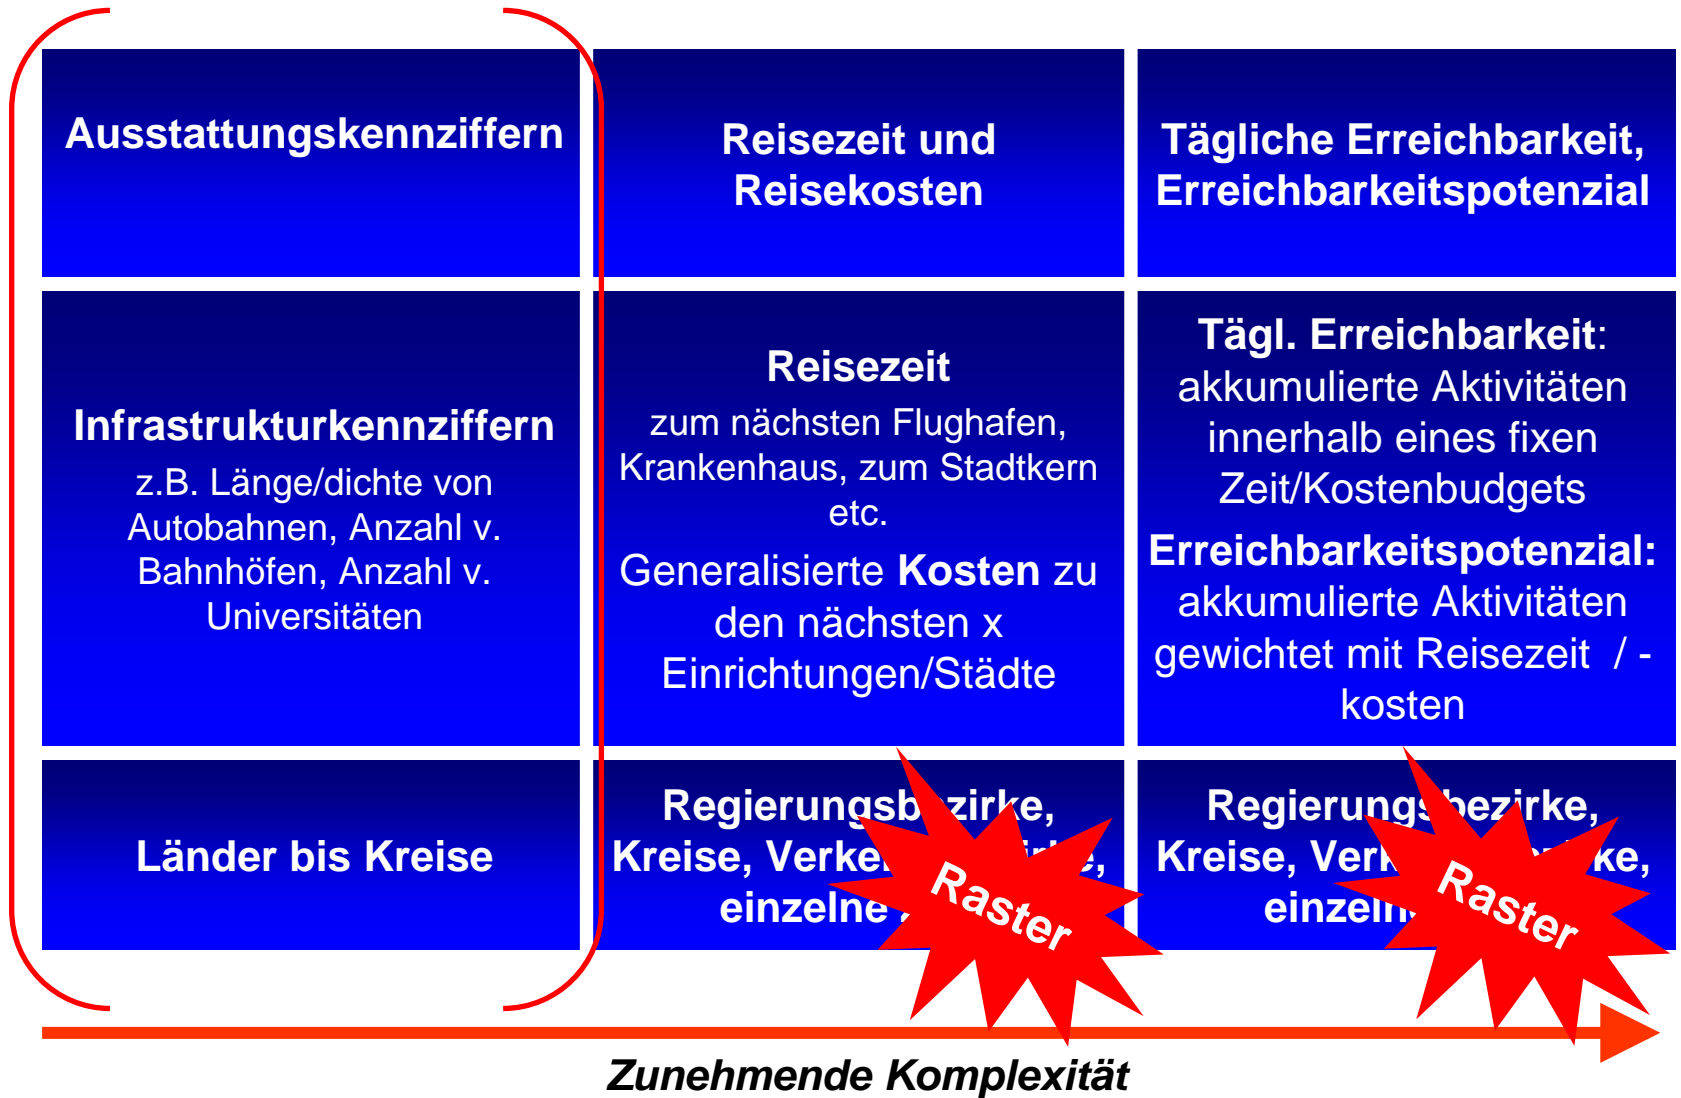 Ausstattungskennziffern
Reisezeit und
Reisekosten
Tägliche Erreichbarkeit,
Erreichbarkeitspotenzial
Infrastrukturkennziffern
z.B. Länge/dichte von
Autobahnen, Anzahl v.
Bahnhöfen, Anzahl v.
Universitäten
Reisezeit
zum nächsten Flughafen,
Krankenhaus, zum Stadtkern
etc.
Generalisierte Kosten zu
den nächsten x
Einrichtungen/Städte
Tägl. Erreichbarkeit:
akkumulierte Aktivitäten
innerhalb eines fixen
Zeit/Kostenbudgets
Erreichbarkeitspotenzial:
akkumulierte Aktivitäten
gewichtet mit Reisezeit / -
kosten
Länder bis Kreise
Regierungsbezirke,
Kreise,
einzelne
Raster
Regierungsbezirke,
Kreise,
einzelne
Raster
Zunehmende Komplexität